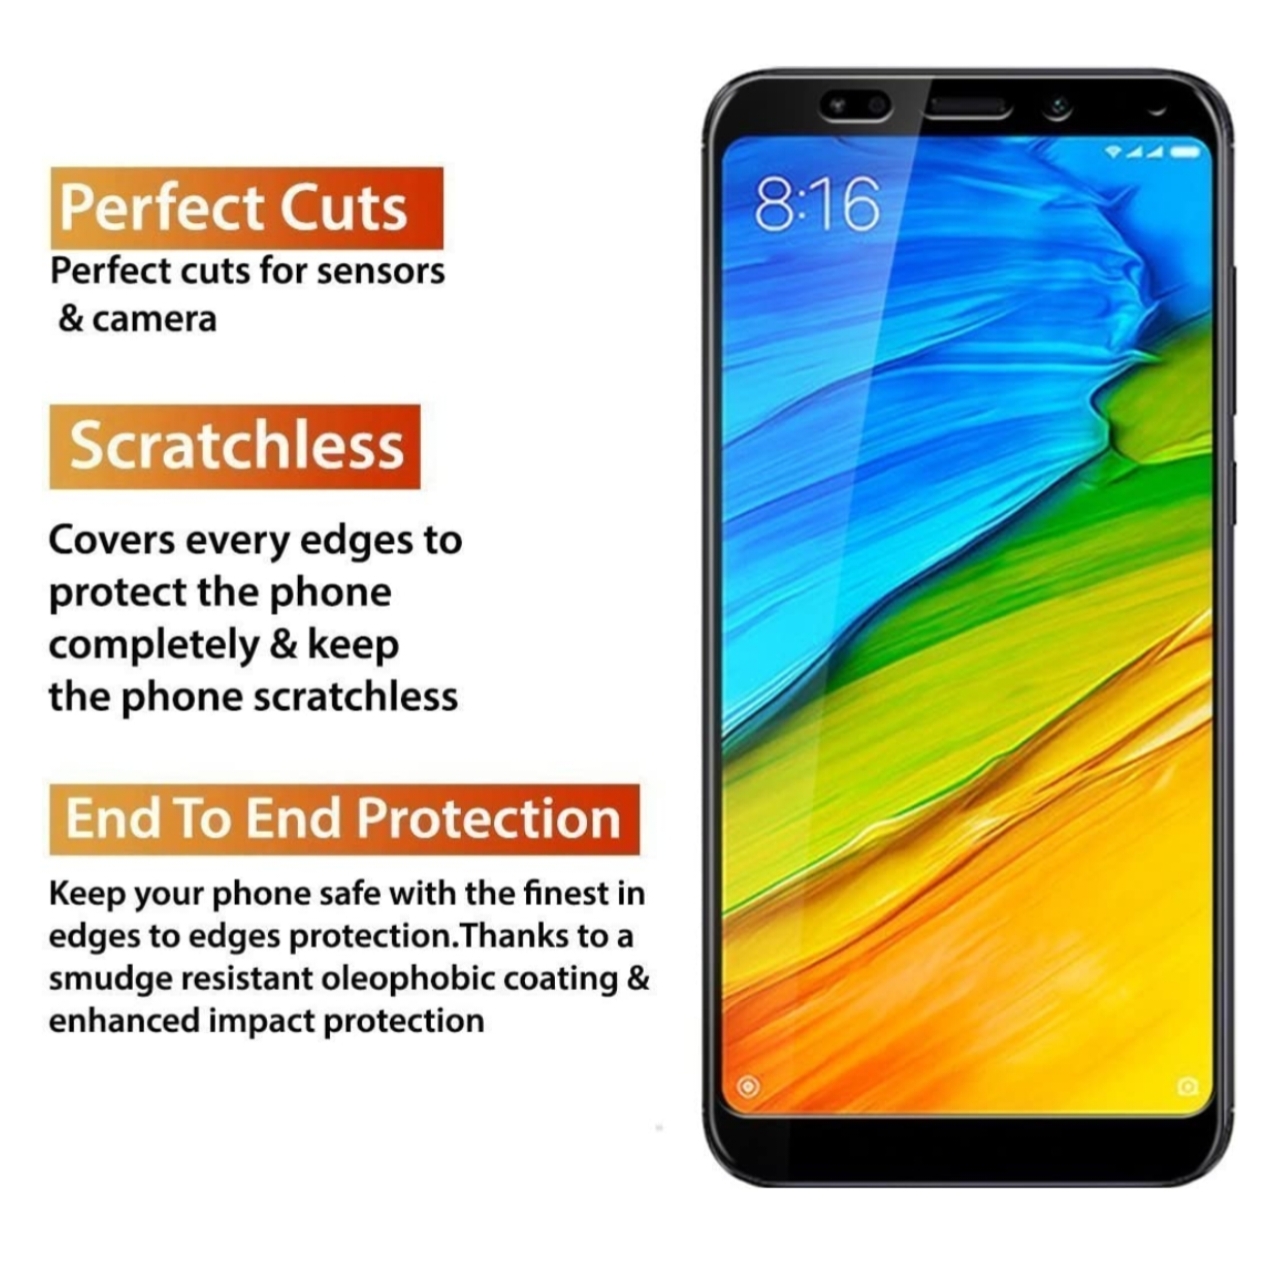 Perfect Cuts
Perfect cuts for sensors
& camera
Scratchless
Covers every edges to
protect the phone
completely & keep
the phone scratchless
End To End Protection
Keep your phone safe with the finest in
edges to edges protection.Thanks to a
smudge resistant oleophobic coating &
enhanced impact protection
8:16